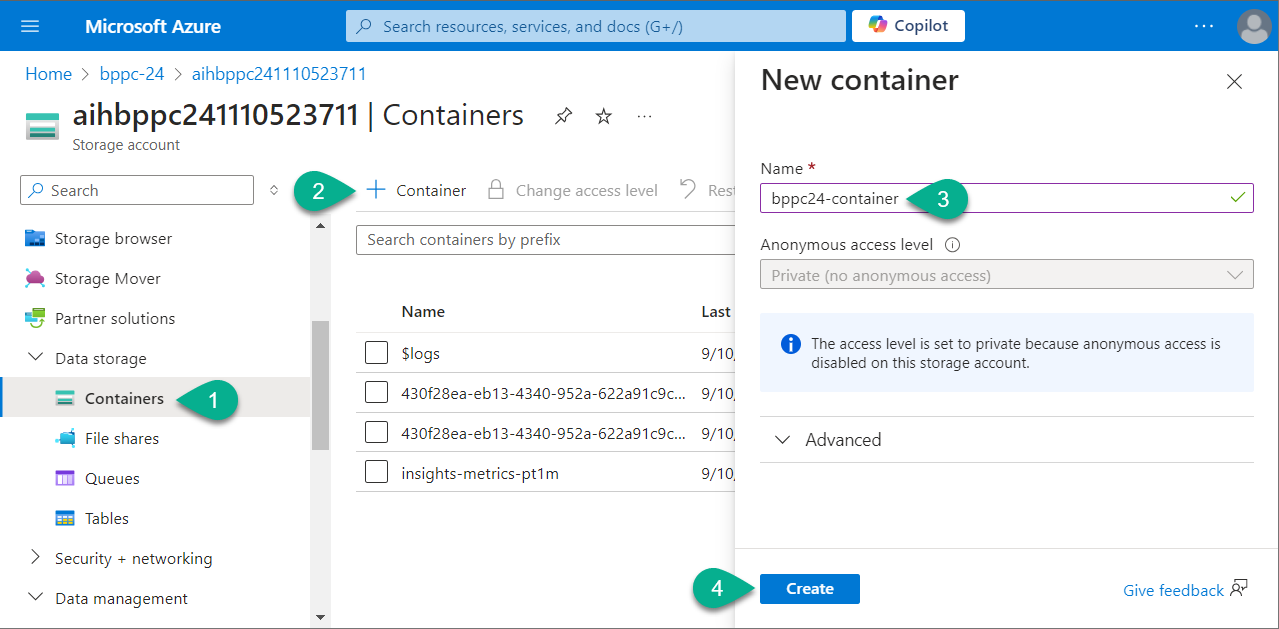 Microsoft Azure
Search resources, services, and docs (G+/)
Copilot
...
Home > bppc-24 > aihbppc241110523711
aihbppc241110523711 | Containers
...
Storage account
Search
Storage browser
Storage Mover
Partner solutions
Data storage
Containers
1
File shares
Queues
Tables
Security + networking
Data management
2
+ Container
Change access level
Rest
Search containers by prefix
Name
Last
$logs
9/10/
430f28ea-eb13-4340-952a-622a91c9c...
9/10/
430f28ea-eb13-4340-952a-622a91c9c...
9/10/
insights-metrics-pt1m
9/10/
New container
Name *
bppc24-container
3
Anonymous access level
Private (no anonymous access)
The access level is set to private because anonymous access is
disabled on this storage account.
Advanced
4
Create
Give feedback